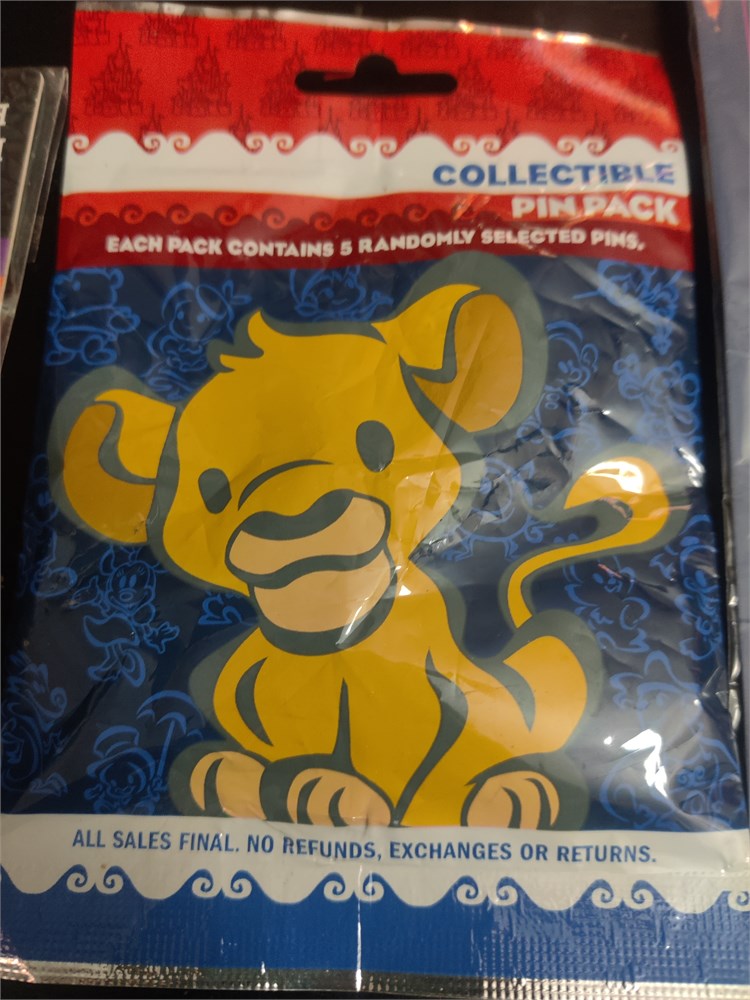 COLLECTIBLE
PIN PACK
EACH PACK CONTAINS 5 RANDOMLY SELECTED PINS.
ALL SALES FINAL. NO REFUNDS, EXCHANGES OR RETURNS.